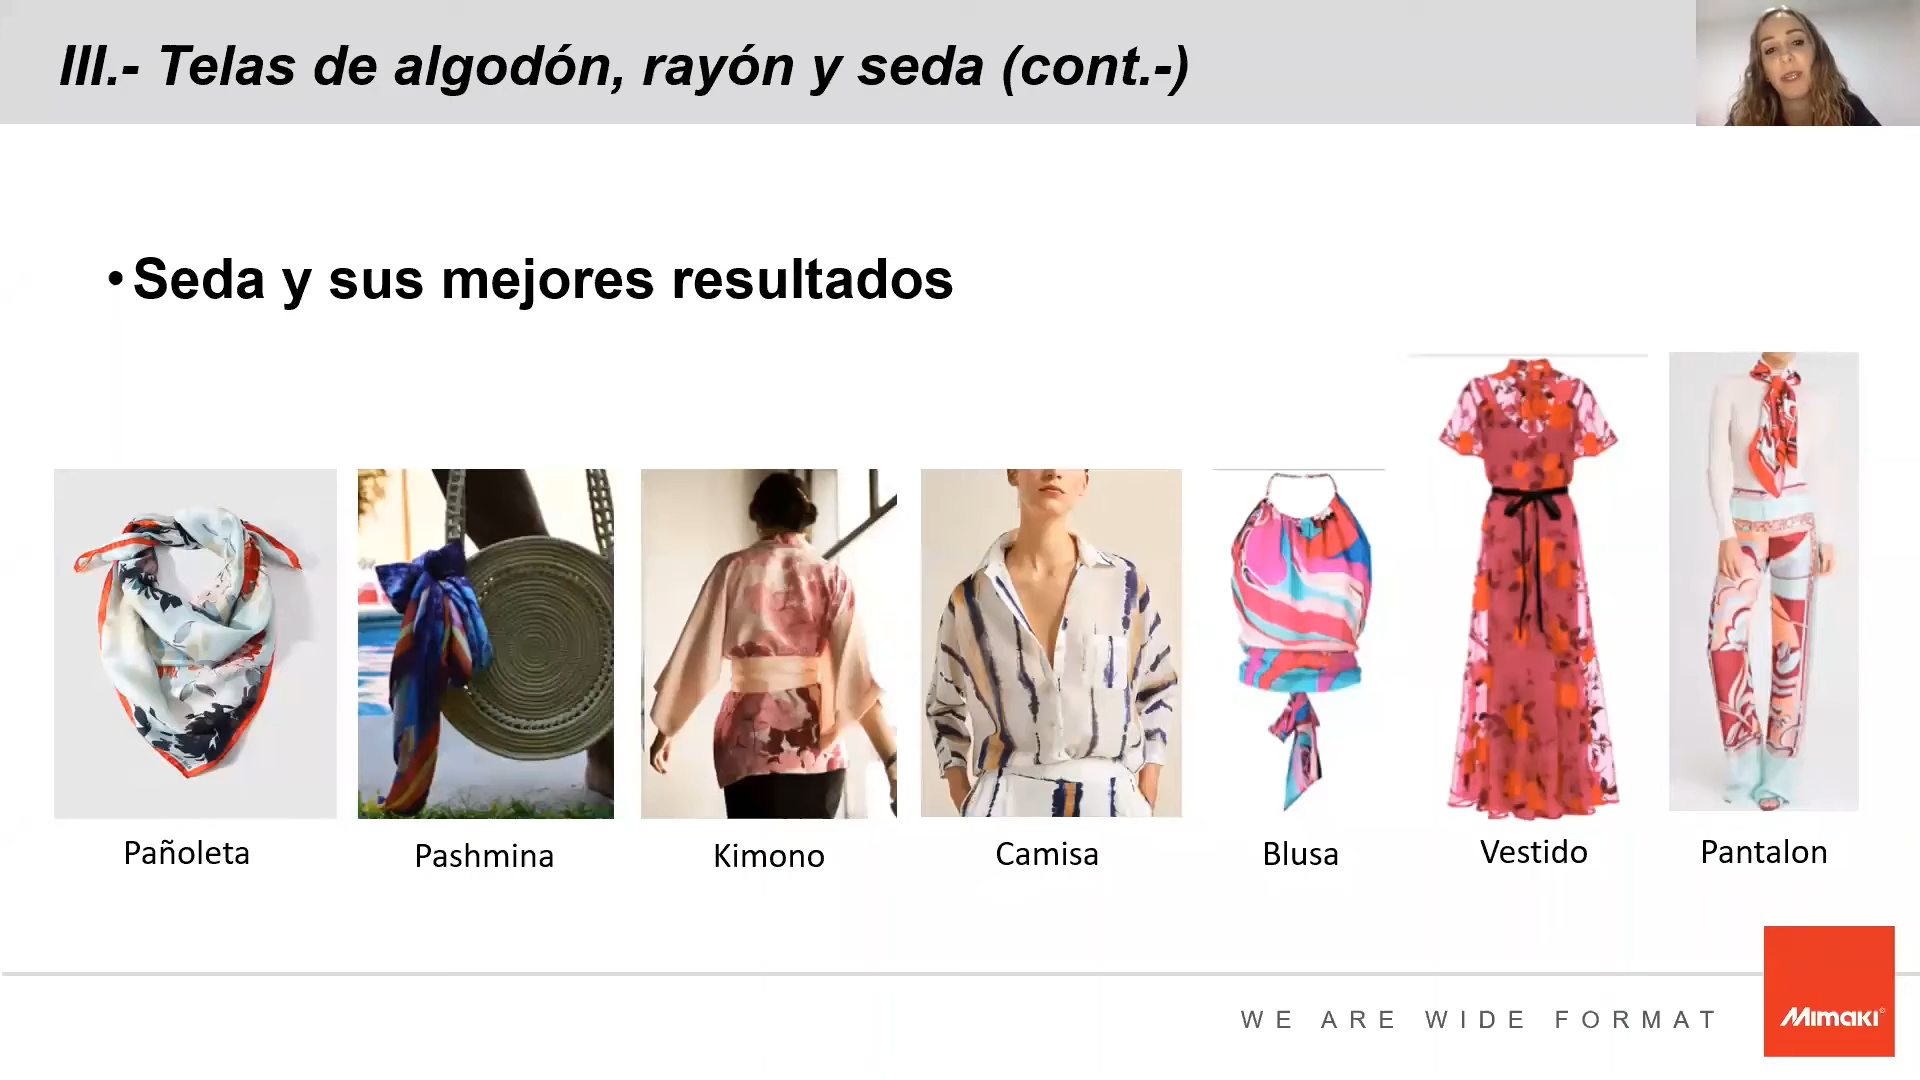 III.- Telas de algodón, rayón y seda (cont.-)
• Seda y sus mejores resultados
Pañoleta
Pashmina
Kimono
Camisa
Blusa
Vestido
Pantalon
WE ARE WIDE FORMAT
Mimaki